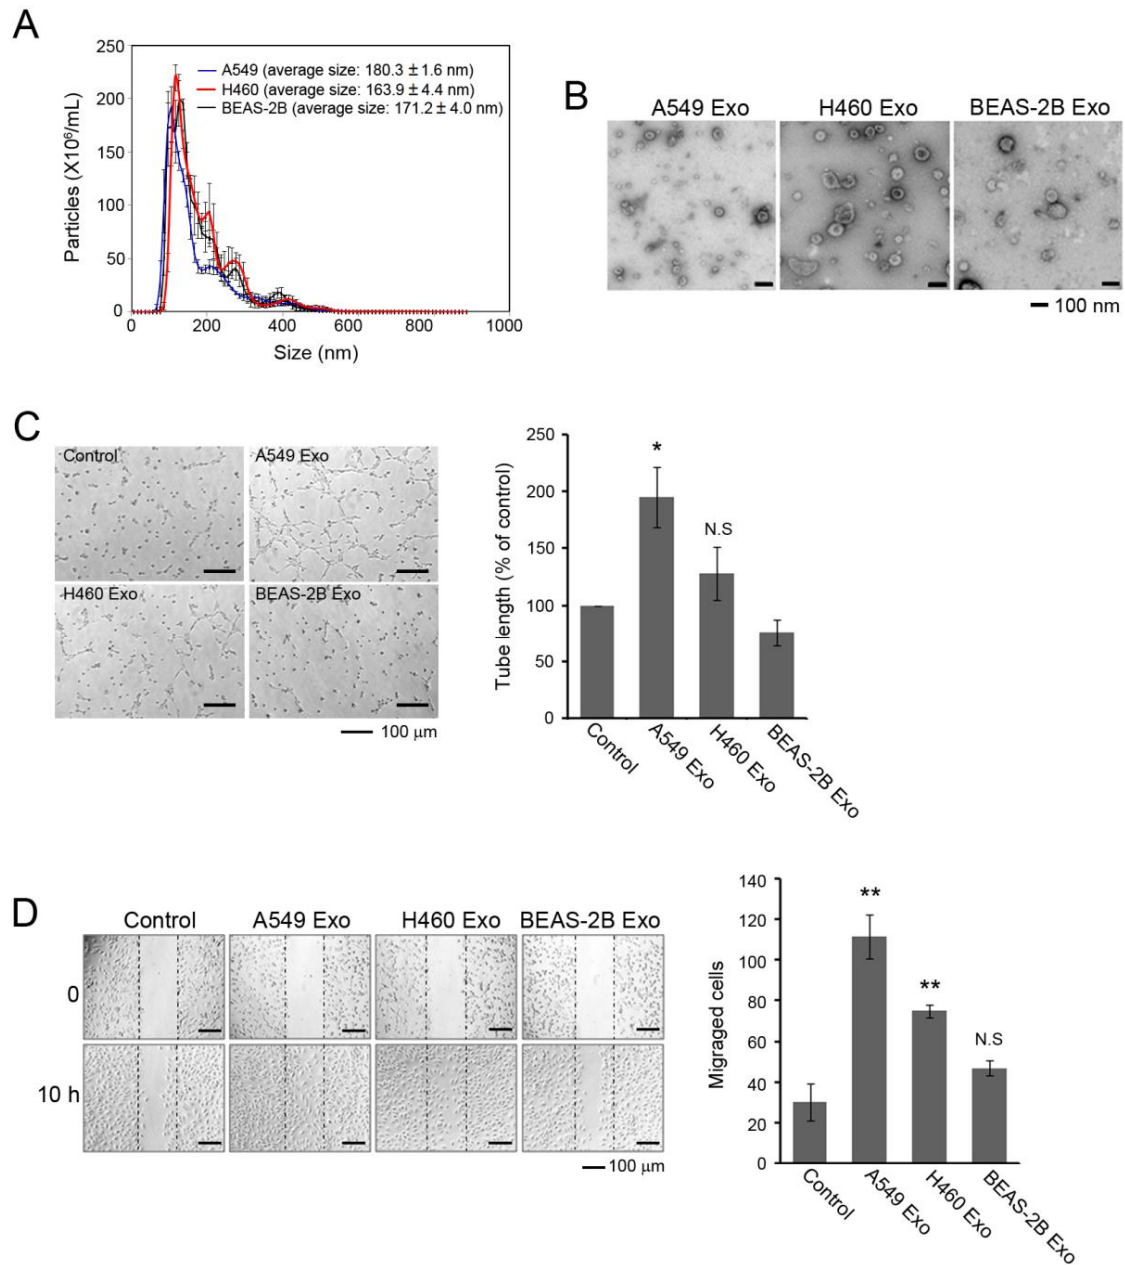 A
250
200
150
100
50
0
Particles (X10⁶/mL)
A549 (average size: 180.3 ± 1.6 nm)
H460 (average size: 163.9 ± 4.4 nm)
BEAS-2B (average size: 171.2 ± 4.0 nm)
0 200 400 600 800 1000
Size (nm)
B
A549 Exo H460 Exo BEAS-2B Exo
100 nm
C
Control A549 Exo
H460 Exo BEAS-2B Exo
100 μm
250
200
150
100
50
0
Tube length (% of control)
*
N.S
Control A549 Exo H460 Exo BEAS-2B Exo
D
Control A549 Exo H460 Exo BEAS-2B Exo
0
10 h
100 μm
140
120
100
80
60
40
20
0
Migraged cells
**
**
N.S
Control A549 Exo H460 Exo BEAS-2B Exo